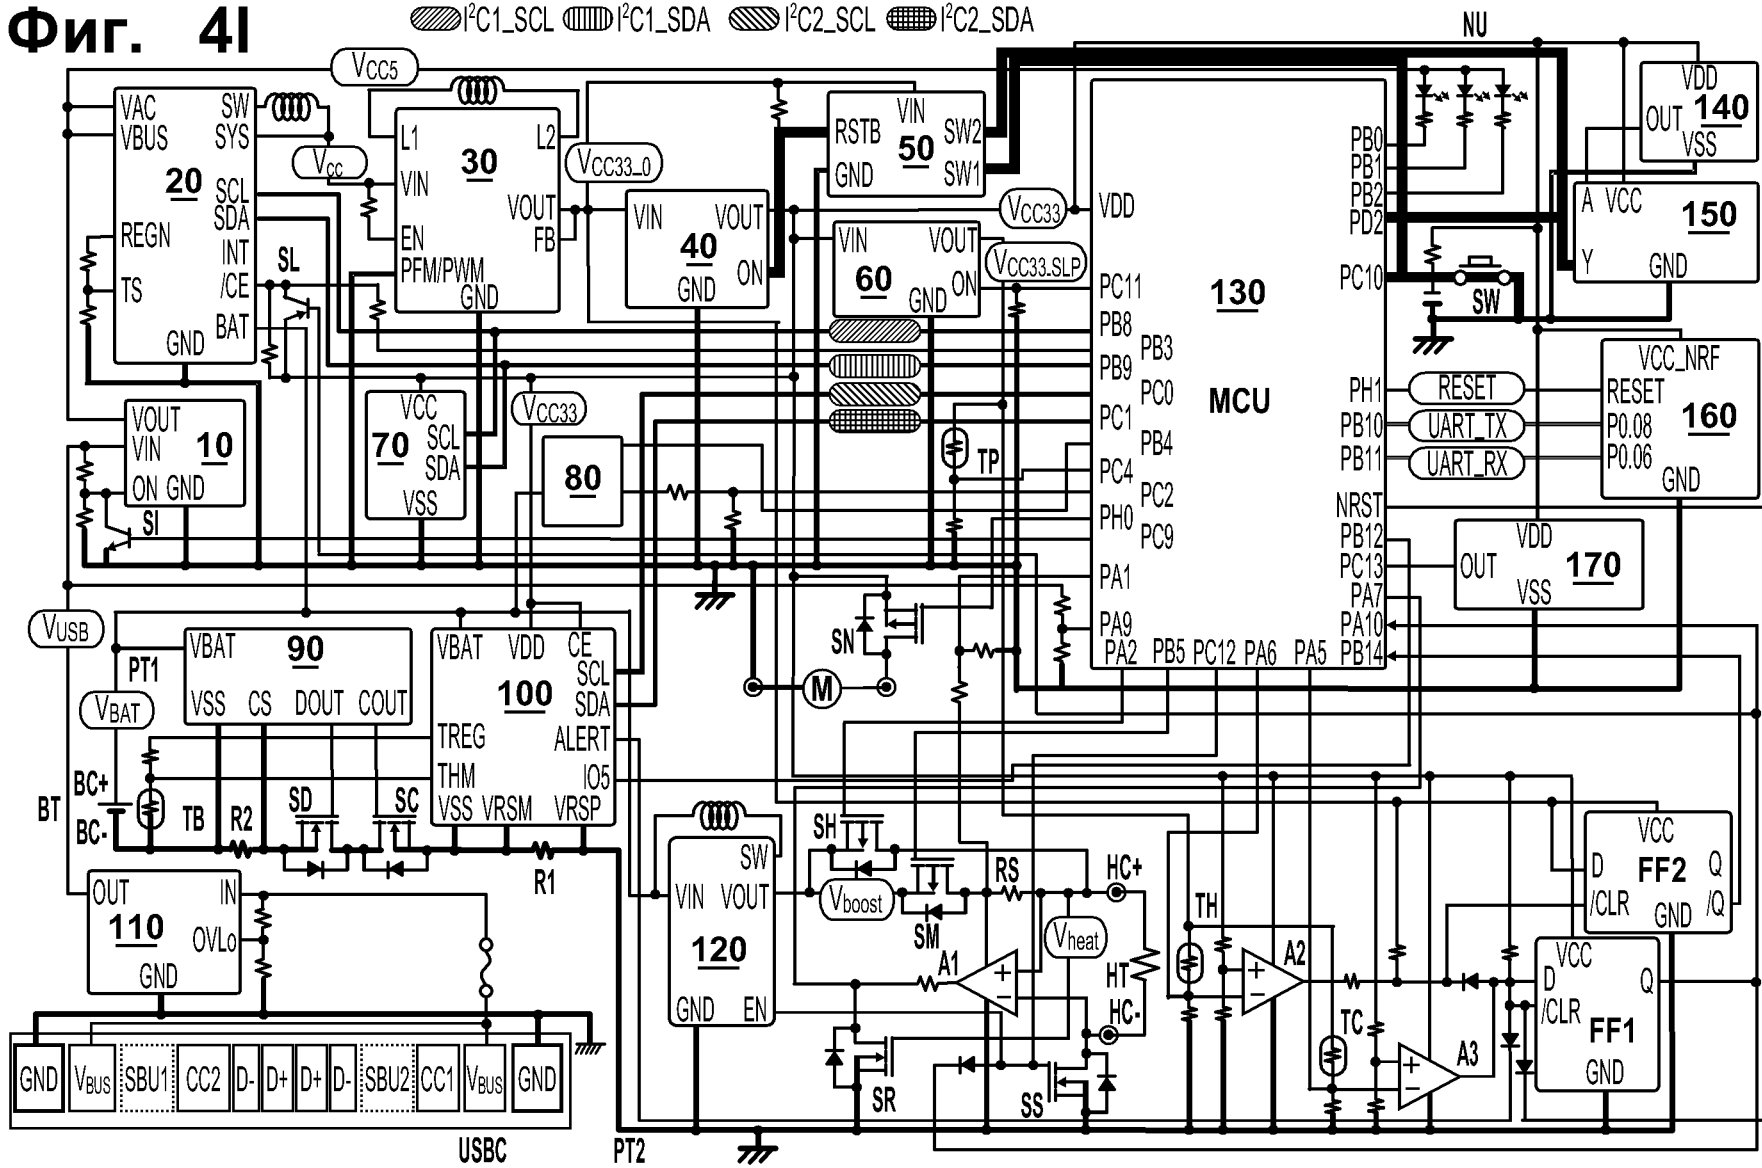 Фиг. 4I
I²C1_SCL I²C1_SDA I²C2_SCL I²C2_SDA
NU
VCC5
VAC SW
VBUS SYS
20
SCL
SDA
REGN INT
TS /CE
BAT
GND
SL
Vcc
L1 L2
30
VIN
VOUT
EN FB
PFM/PWM
GND
VCC33_0
VIN VOUT
40
ON
GND
VIN
RSTB SW2
50
GND SW1
VCC33
VIN VOUT
60
ON
GND
VCC33_SLP
130
MCU
VDD
PC11
PB8
PB3
PB9
PC0
PC1
PB4
PC4
PC2
PH0
PC9
PA1
PA9
PA2 PB5 PC12 PA6 PA5
PB0
PB1
PB2
PD2
PC10
PH1
PB10
PB11
NRST
PB12
PC13
PA7
PA10
PB14
VDD
OUT 140
VSS
A VCC
150
Y GND
SW
VCC_NRF
RESET RESET
160
UART_TX P0.08
UART_RX P0.06
GND
VDD
OUT 170
VSS
VOUT
VIN 10
ON GND
SI
VCC
70 SCL
SDA
VSS
VCC33
80
TP
SN
M
VUSB
PT1
VBAT
VBAT 90
VSS CS DOUT COUT
VBAT VDD CE
SCL
100 SDA
TREG ALERT
THM IO5
VSS VRSM VRSP
BT
BC+
BC-
TB R2 SD SC
R1
OUT IN
110 OVLo
GND
SW
VIN VOUT
120
GND EN
SH
Vboost
SM
RS
HC+
Vheat
HT
HC-
A1
+
−
SR
SS
TH
A2
+
−
TC
A3
+
−
VCC
D Q
FF2
/CLR /Q
GND
VCC
D Q
/CLR
FF1
GND
GND VBUS SBU1 CC2 D- D+ D+ D- SBU2 CC1 VBUS GND
USBC
PT2